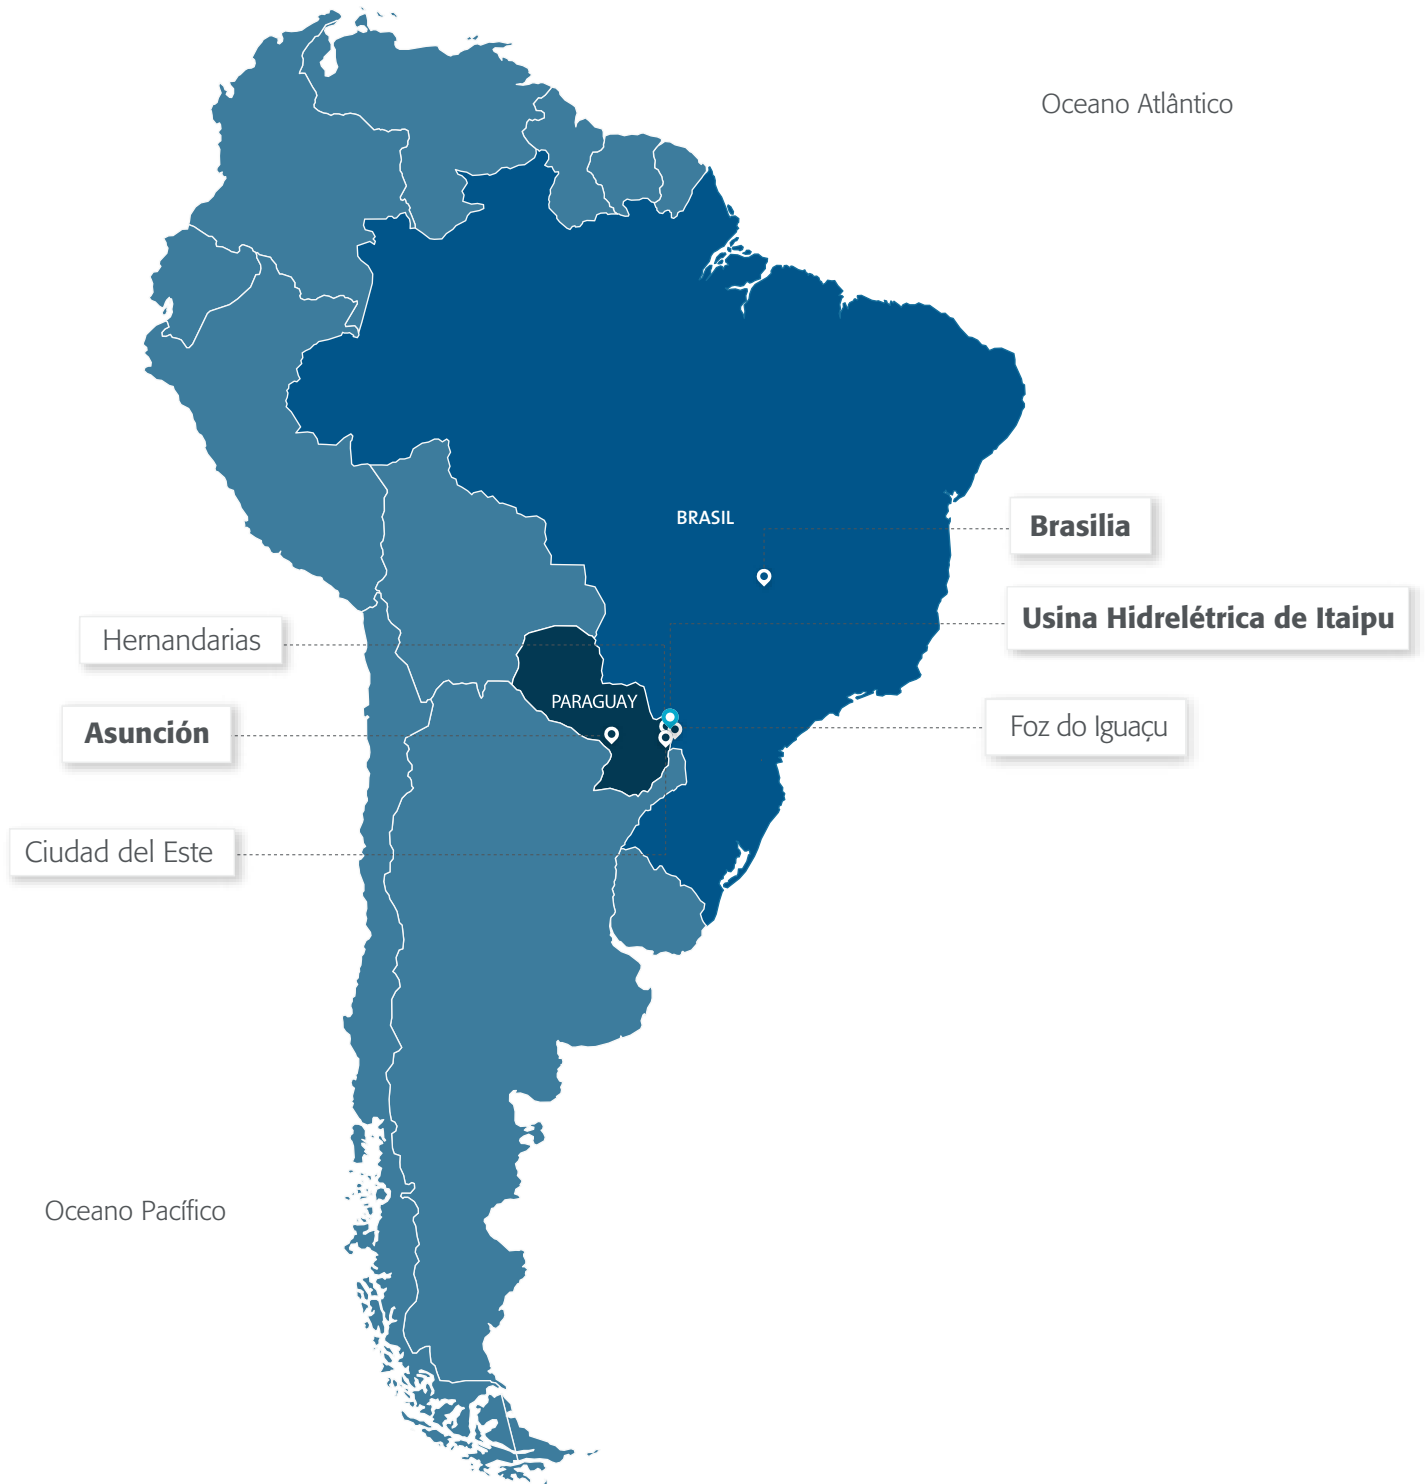 Oceano Atlântico
BRASIL
Brasilia
Usina Hidrelétrica de Itaipu
Hernandarias
PARAGUAY
Asunción
Foz do Iguaçu
Ciudad del Este
Oceano Pacífico